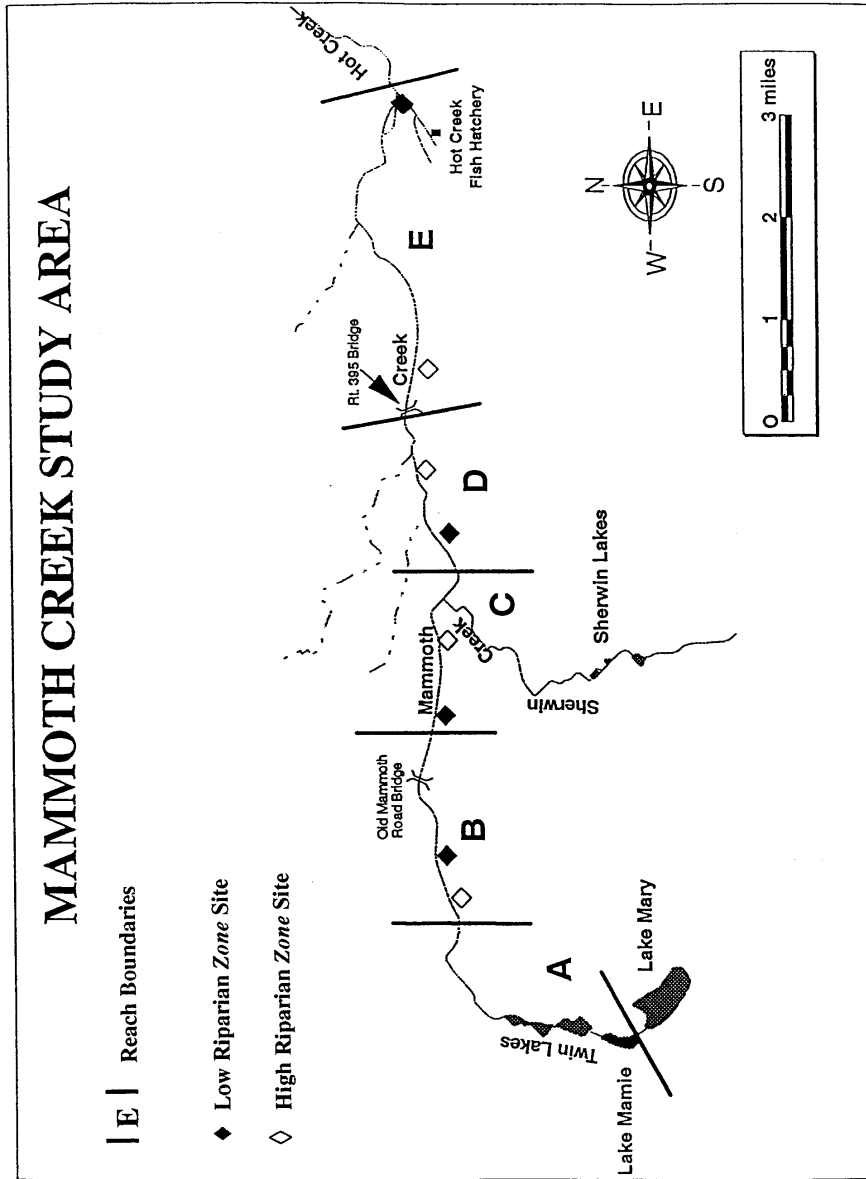 MAMMOTH CREEK STUDY AREA
E Reach Boundaries
Low Riparian Zone Site
High Riparian Zone Site
Hot Creek
Hot Creek
Fish Hatchery
E
Rt. 395 Bridge
Creek
D
C
Mammoth
Creek
Sherwin
Sherwin Lakes
Old Mammoth
Road Bridge
B
A
Twin Lakes
Lake Mamie
Lake Mary
N
W
E
S
0
1
2
3 miles